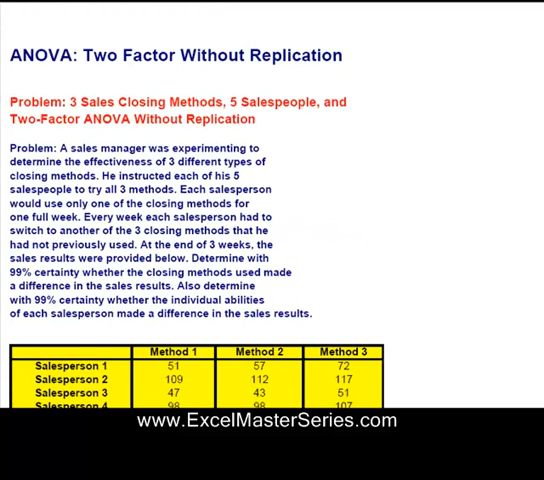 ANOVA: Two Factor Without Replication
Problem: 3 Sales Closing Methods, 5 Salespeople, and
Two-Factor ANOVA Without Replication
Problem: A sales manager was experimenting to
determine the effectiveness of 3 different types of
closing methods. He instructed each of his 5
salespeople to try all 3 methods. Each salesperson
would use only one of the closing methods for
one full week. Every week each salesperson had to
switch to another of the 3 closing methods that he
had not previously used. At the end of 3 weeks, the
sales results were provided below. Determine with
99% certainty whether the closing methods used made
a difference in the sales results. Also determine
with 99% certainty whether the individual abilities
of each salesperson made a difference in the sales results.
Method 1 Method 2 Method 3
Salesperson 1 51 57 72
Salesperson 2 109 112 117
Salesperson 3 47 43 51
Salesperson 4 98 98 107
www.ExcelMasterSeries.com